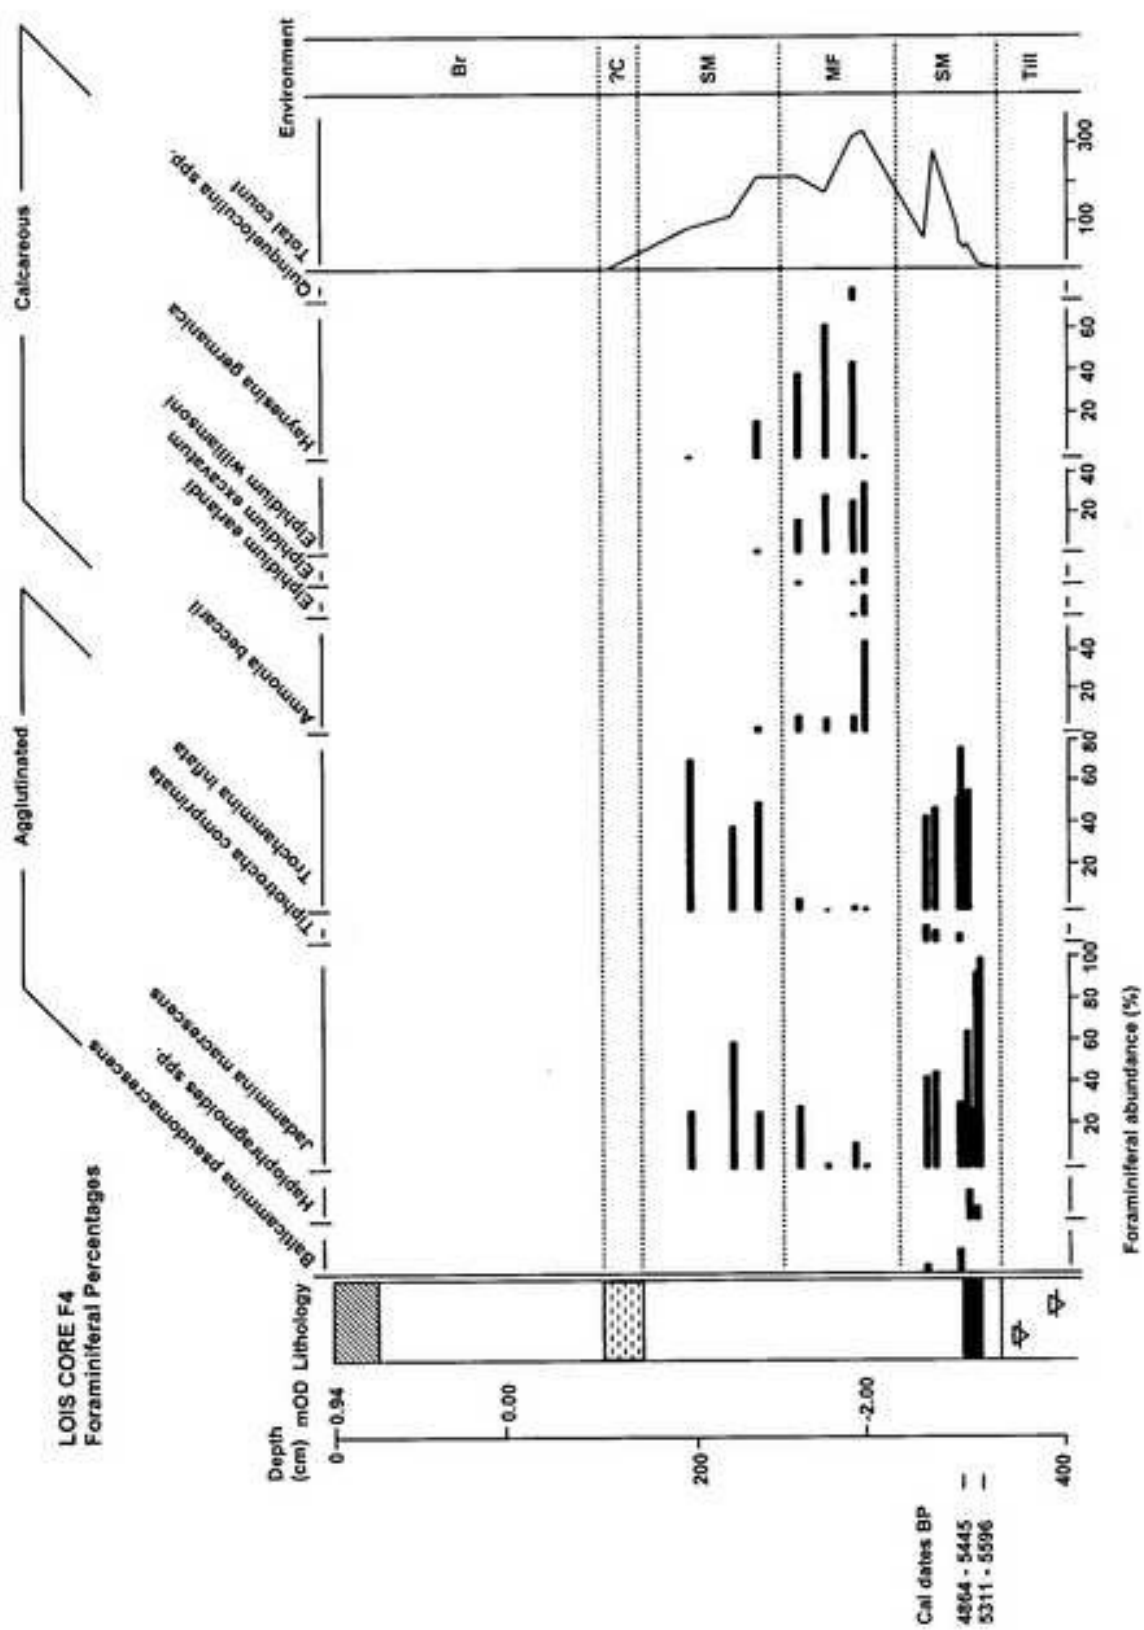 LOIS CORE F4
Foraminiferal Percentages
Agglutinated
Calcareous
Depth
(cm)
mOD
Lithology
Balticammina pseudomacrescens
Haplophragmoides spp.
Jadammina macrescens
Tiphotrocha comprimata
Trochammina inflata
Ammonia beccarii
Elphidium earlandi
Elphidium excavatum
Elphidium williamsoni
Haynesina germanica
Quinqueloculina spp.
Total count
Environment
0
0.94
0.00
200
-2.00
400
Br
?C
SM
MF
SM
Till
Cal dates BP
4864 - 5445
5311 - 5596
20 40 60 80 100
20 40 60 80
20 40
20 40
20 40 60
100 300
Foraminiferal abundance (%)